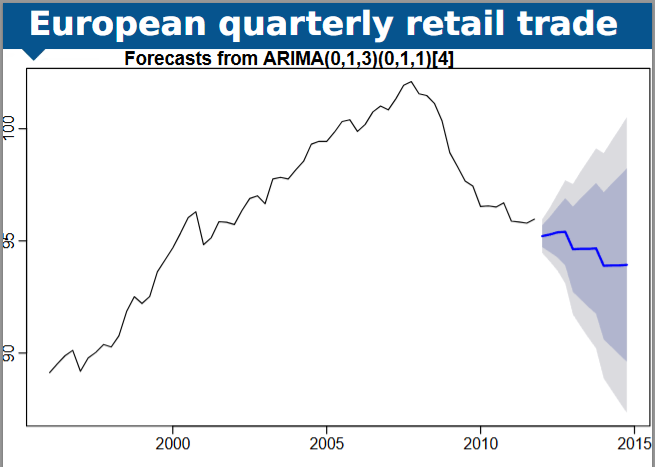 European quarterly retail trade
Forecasts from ARIMA(0,1,3)(0,1,1)[4]
100
95
90
2000 2005 2010 2015